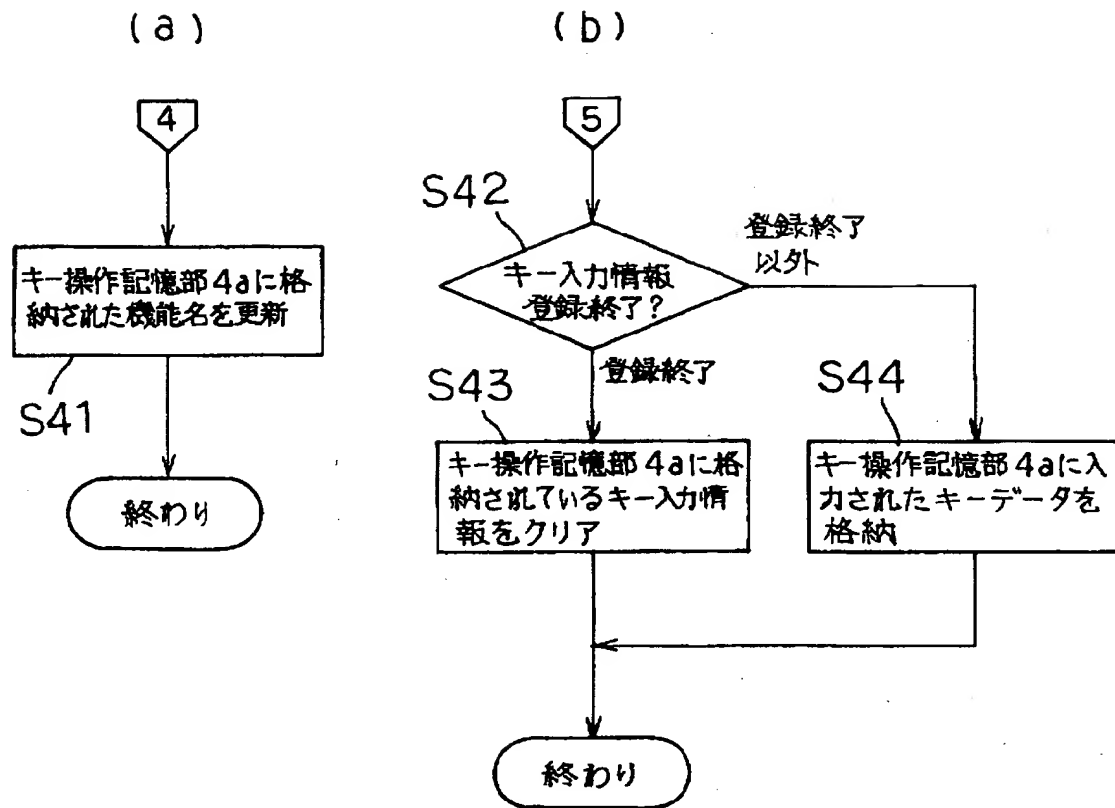 (a)
4
キー操作記憶部4aに格
納された機能名を更新
S41
終わり
(b)
5
S42
キー入力情報
登録終了?
登録終了
以外
登録終了
S43
キー操作記憶部4aに格
納されているキー入力情
報をクリア
S44
キー操作記憶部4aに入
力されたキーデータを
格納
終わり